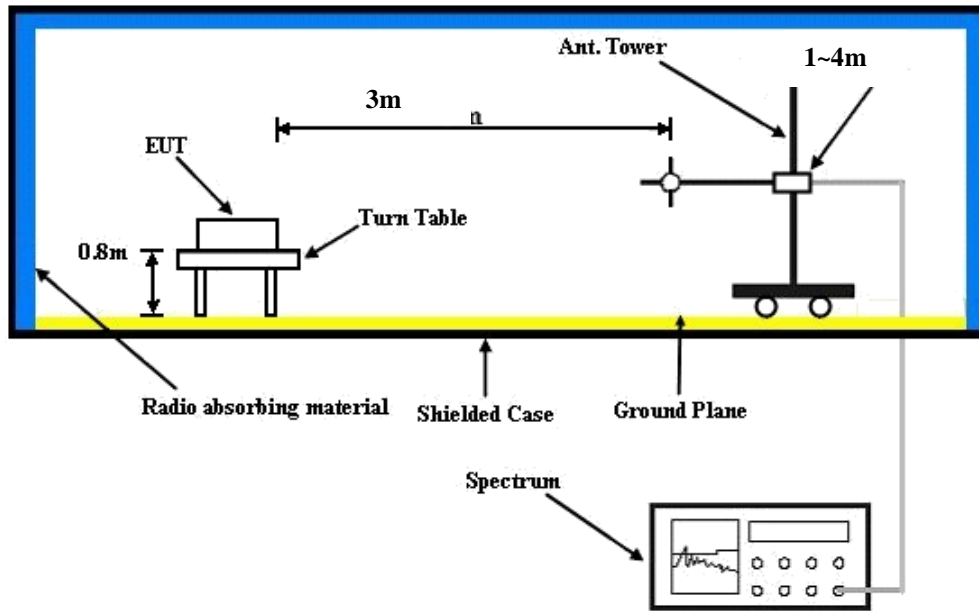 Ant. Tower
1~4m
3m
n
EUT
Turn Table
0.8m
Radio absorbing material
Shielded Case
Ground Plane
Spectrum